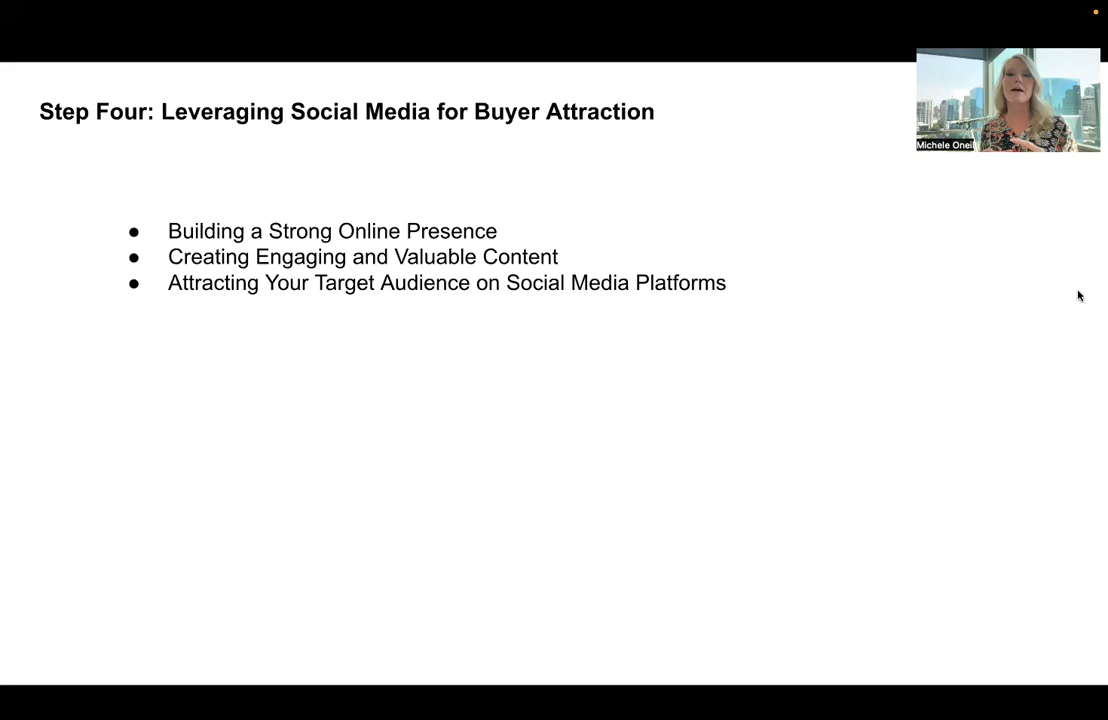 Step Four: Leveraging Social Media for Buyer Attraction
Michele Oneil
● Building a Strong Online Presence
● Creating Engaging and Valuable Content
● Attracting Your Target Audience on Social Media Platforms